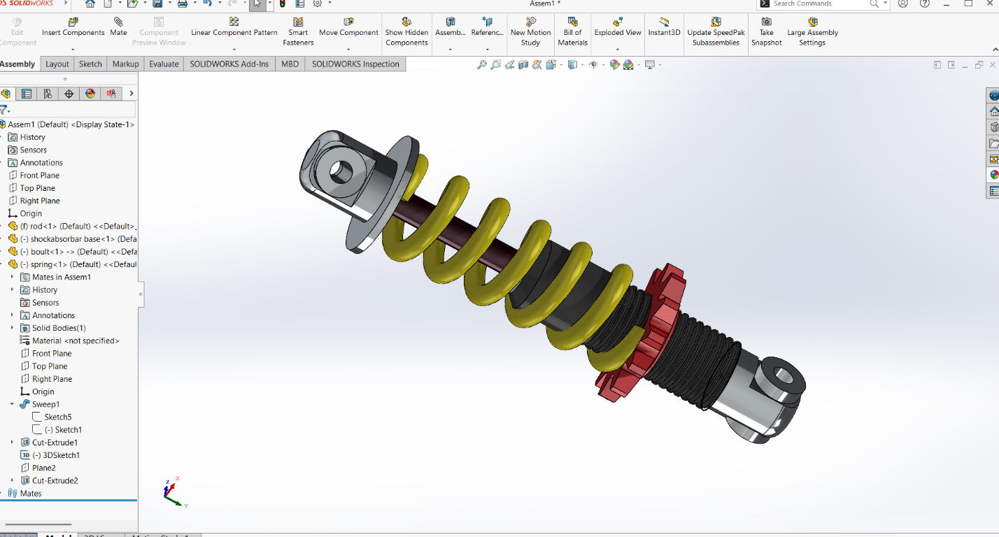 SOLIDWORKS
Assem1 *
Search Commands
Edit Component
Insert Components
Mate
Component Preview Window
Linear Component Pattern
Smart Fasteners
Move Component
Show Hidden Components
Assemb...
Referenc...
New Motion Study
Bill of Materials
Exploded View
Instant3D
Update SpeedPak Subassemblies
Take Snapshot
Large Assembly Settings
Assembly
Layout
Sketch
Markup
Evaluate
SOLIDWORKS Add-Ins
MBD
SOLIDWORKS Inspection
Assem1 (Default) <Display State-1>
History
Sensors
Annotations
Front Plane
Top Plane
Right Plane
Origin
(f) rod<1> (Default) <<Default>_
(-) shockabsorbar base<1> (Defa
(-) boult<1> -> (Default) <<Defa
(-) spring<1> (Default) <<Defaul
Mates in Assem1
History
Sensors
Annotations
Solid Bodies(1)
Material <not specified>
Front Plane
Top Plane
Right Plane
Origin
Sweep1
Sketch5
(-) Sketch1
Cut-Extrude1
3D (-) 3DSketch1
Plane2
Cut-Extrude2
Mates
Z
X
Y